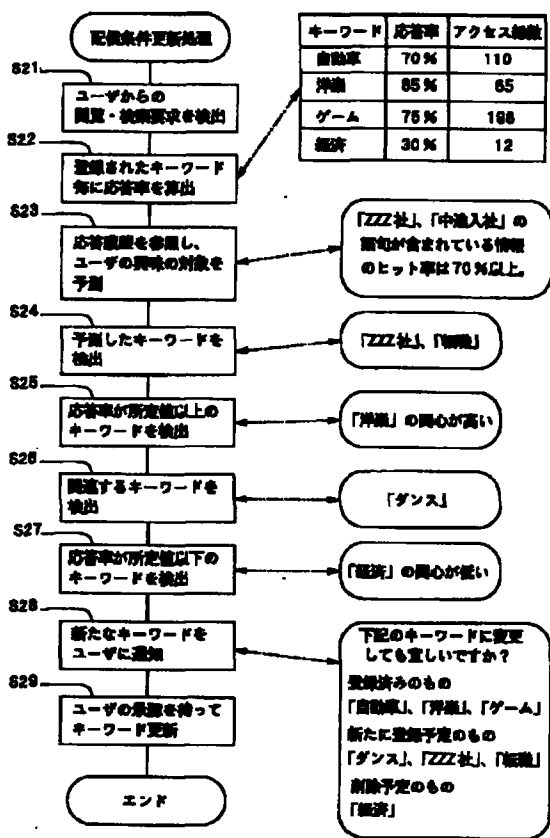 配信条件更新処理
S21
ユーザからの
閲覧・検索要求を検出
S22
登録されたキーワード
毎に応答率を算出
S23
応答履歴を参照し、
ユーザの興味の対象を
予測
S24
予測したキーワードを
検出
S25
応答率が所定値以上の
キーワードを検出
S26
関連するキーワードを
検出
S27
応答率が所定値以下の
キーワードを検出
S28
新たなキーワードを
ユーザに通知
S29
ユーザの承認を待って
キーワード更新
エンド
キーワード 応答率 アクセス総数
自動車 70% 110
洋楽 85% 65
ゲーム 75% 198
経済 30% 12
「ZZZ社」、「中途入社」の
語句が含まれている情報
のヒット率は70%以上。
「ZZZ社」、「転職」
「洋楽」の関心が高い
「ダンス」
「経済」の関心が低い
下記のキーワードに変更
しても宜しいですか?
登録済みのもの
「自動車」、「洋楽」、「ゲーム」
新たに登録予定のもの
「ダンス」、「ZZZ社」、「転職」
削除予定のもの
「経済」